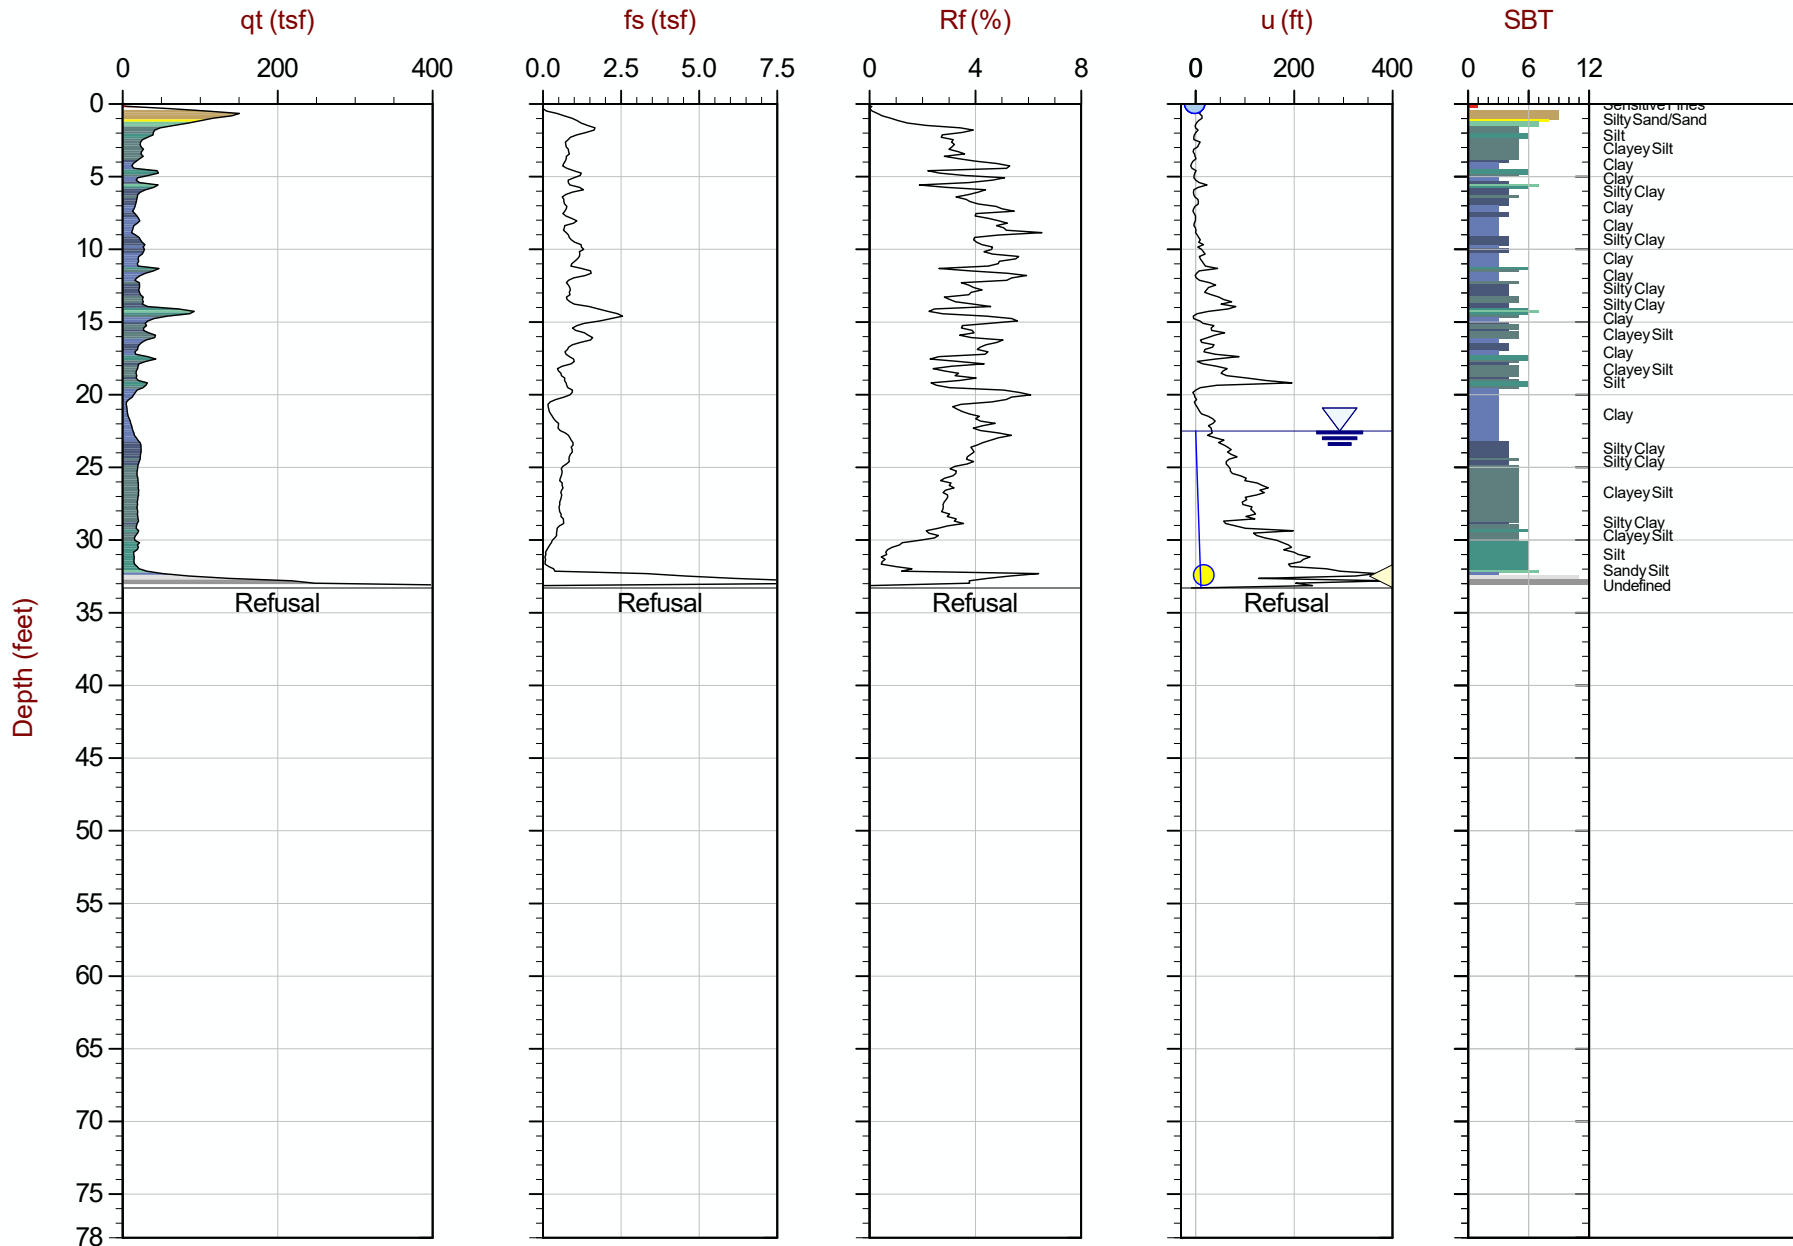 qt (tsf) fs (tsf) Rf (%) u (ft) SBT
0 200 400 0.0 2.5 5.0 7.5 0 4 8 0 200 400 0 6 12
0
Sensitive Fines
Silty Sand/Sand
Silt
Clayey Silt
Clay
5
Clay
Silty Clay
Clay
Clay
Silty Clay
10
Clay
Clay
Silty Clay
Silty Clay
15
Clay
Clayey Silt
Clay
Clayey Silt
Silt
20
Clay
Silty Clay
Silty Clay
25
Clayey Silt
Silty Clay
Clayey Silt
30
Silt
Sandy Silt
Undefined
Refusal Refusal Refusal Refusal
35
Depth (feet)
40
45
50
55
60
65
70
75
78